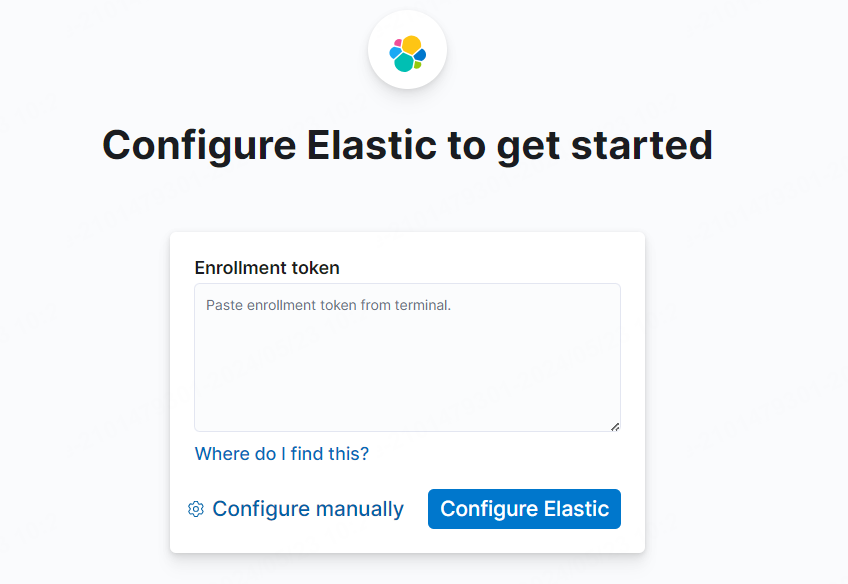 Configure Elastic to get started
Enrollment token
Paste enrollment token from terminal.
Where do I find this?
Configure manually
Configure Elastic